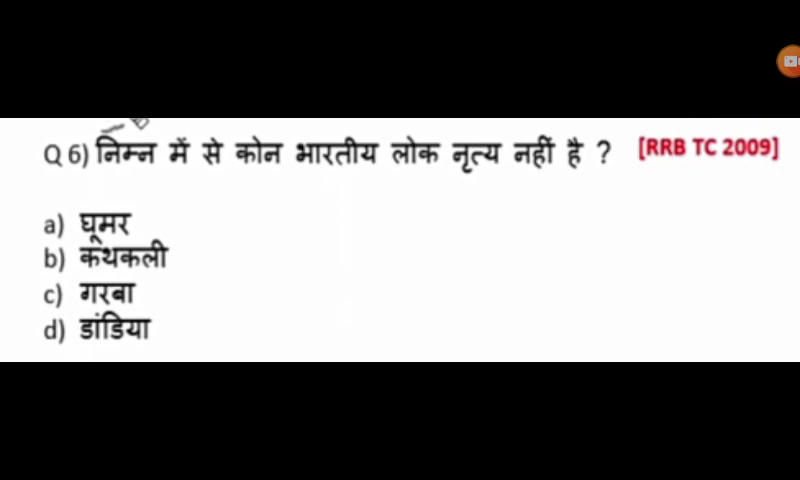 Q 6) निम्न में से कोन भारतीय लोक नृत्य नहीं है ? [RRB TC 2009]
a) घूमर
b) कथकली
c) गरबा
d) डांडिया